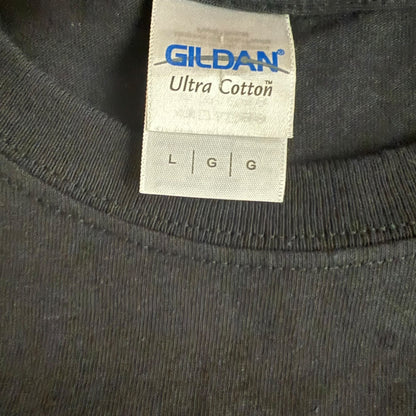 GILDAN®
Ultra Cotton™
L | G | G